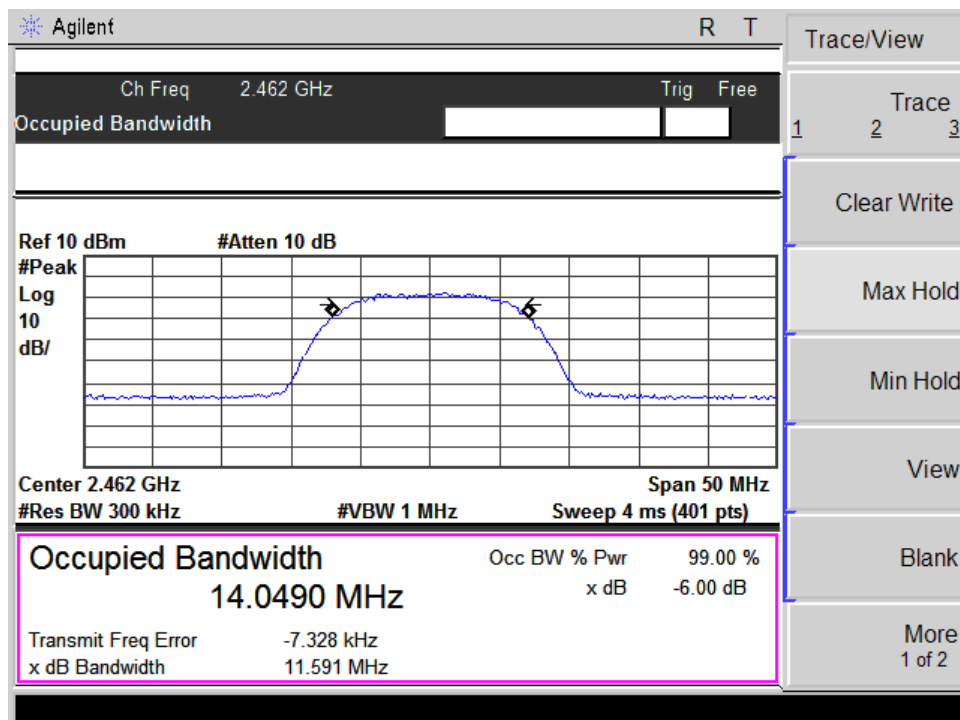 Agilent R T
Ch Freq 2.462 GHz Trig Free
Occupied Bandwidth
Ref 10 dBm #Atten 10 dB
#Peak
Log
10
dB/
Center 2.462 GHz Span 50 MHz
#Res BW 300 kHz #VBW 1 MHz Sweep 4 ms (401 pts)
Occupied Bandwidth Occ BW % Pwr 99.00 %
14.0490 MHz x dB -6.00 dB
Transmit Freq Error -7.328 kHz
x dB Bandwidth 11.591 MHz
Trace/View
Trace
1 2 3
Clear Write
Max Hold
Min Hold
View
Blank
More
1 of 2